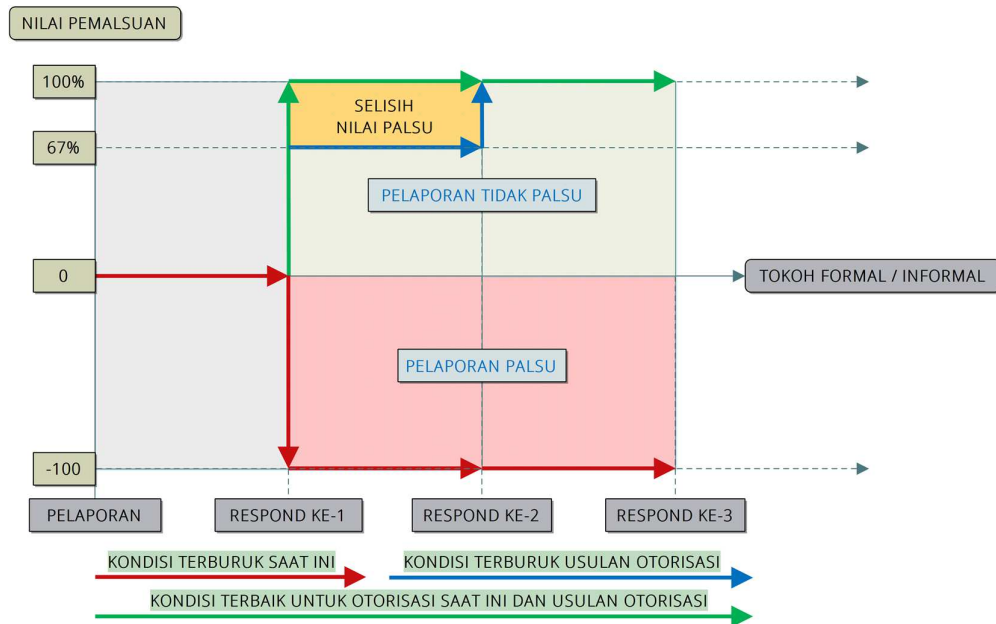 NILAI PEMALSUAN
100%
SELISIH
NILAI PALSU
67%
PELAPORAN TIDAK PALSU
0
TOKOH FORMAL / INFORMAL
PELAPORAN PALSU
-100
PELAPORAN
RESPOND KE-1
RESPOND KE-2
RESPOND KE-3
KONDISI TERBURUK SAAT INI
KONDISI TERBURUK USULAN OTORISASI
KONDISI TERBAIK UNTUK OTORISASI SAAT INI DAN USULAN OTORISASI